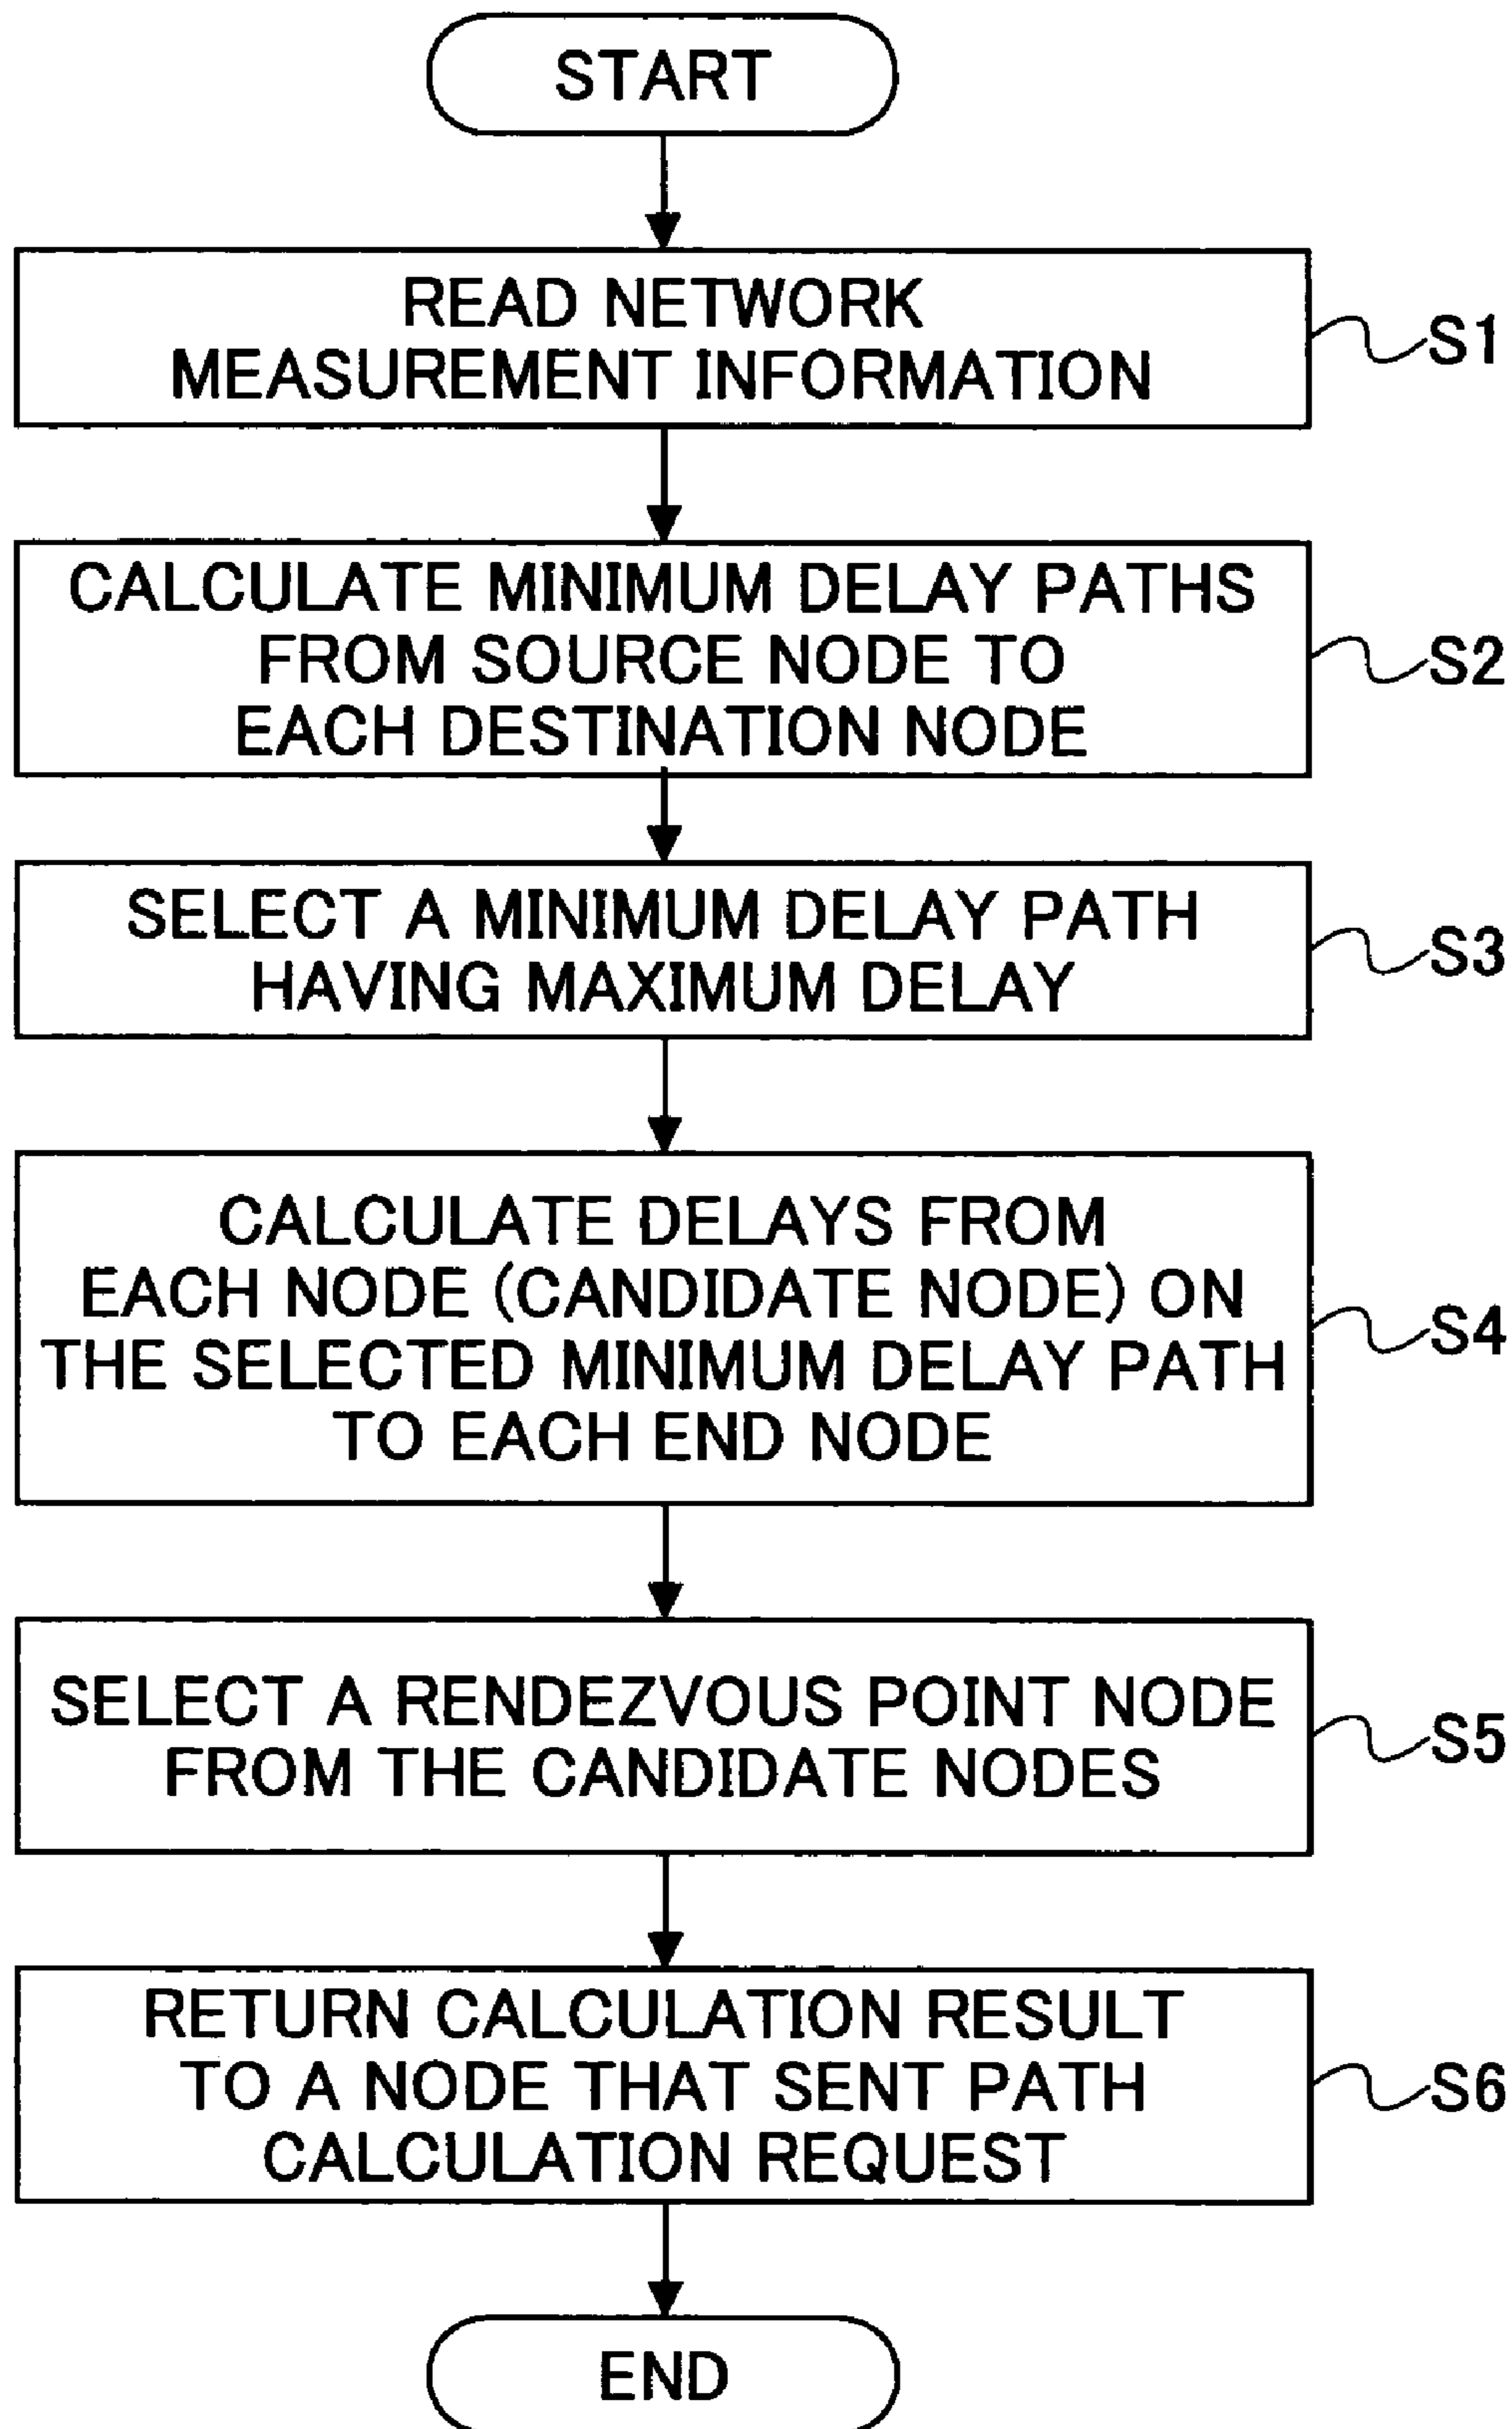 START
READ NETWORK
MEASUREMENT INFORMATION
S1
CALCULATE MINIMUM DELAY PATHS
FROM SOURCE NODE TO
EACH DESTINATION NODE
S2
SELECT A MINIMUM DELAY PATH
HAVING MAXIMUM DELAY
S3
CALCULATE DELAYS FROM
EACH NODE (CANDIDATE NODE) ON
THE SELECTED MINIMUM DELAY PATH
TO EACH END NODE
S4
SELECT A RENDEZVOUS POINT NODE
FROM THE CANDIDATE NODES
S5
RETURN CALCULATION RESULT
TO A NODE THAT SENT PATH
CALCULATION REQUEST
S6
END